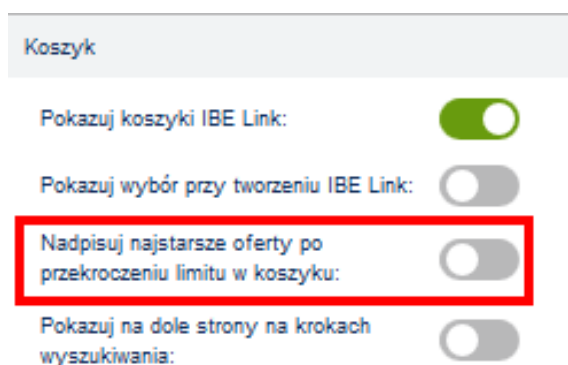 Koszyk
Pokazuj koszyki IBE Link:
Pokazuj wybór przy tworzeniu IBE Link:
Nadpisuj najstarsze oferty po
przekroczeniu limitu w koszyku:
Pokazuj na dole strony na krokach
wyszukiwania: